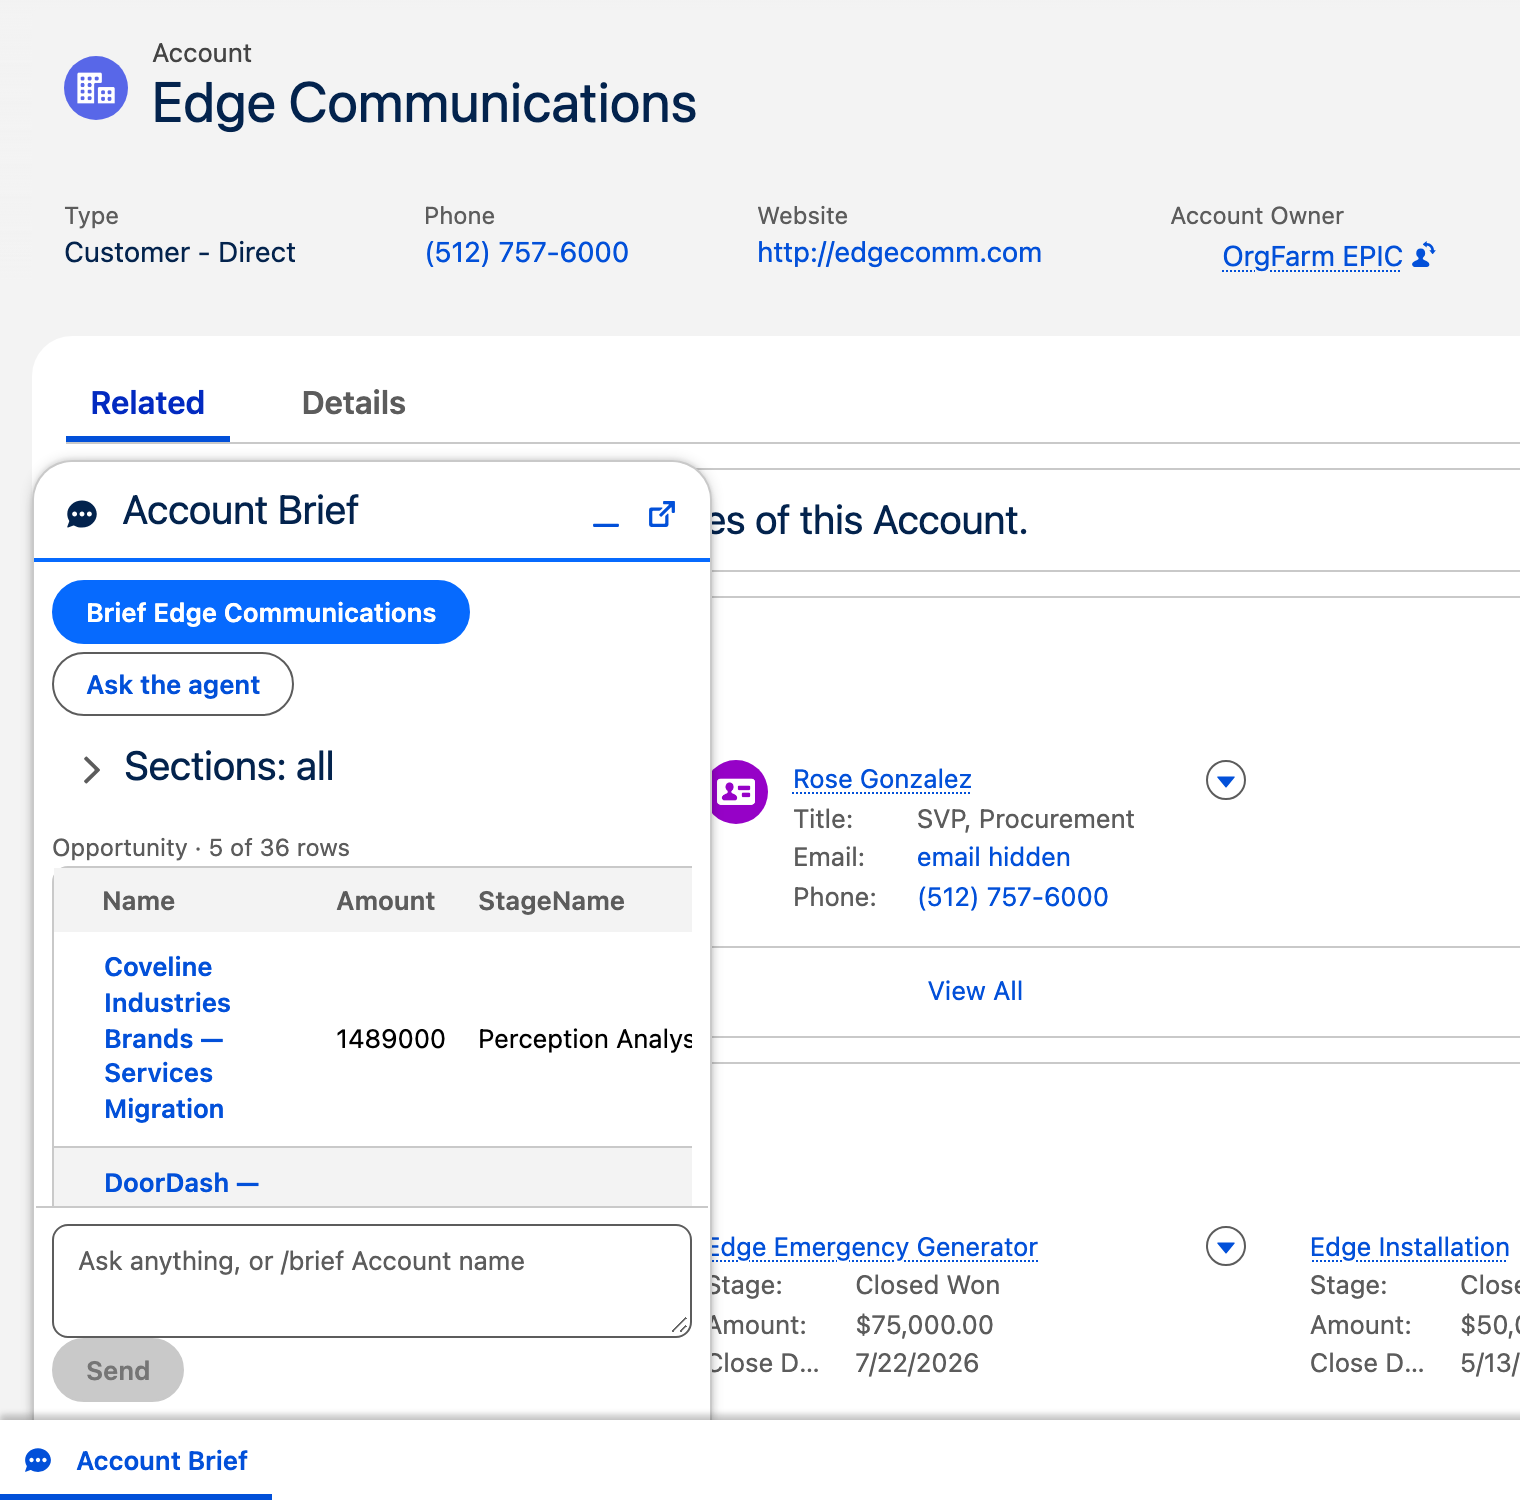 Account
Edge Communications
Type
Phone
Website
Account Owner
Customer - Direct
(512) 757-6000
http://edgecomm.com
OrgFarm EPIC
Related
Details
Account Brief
es of this Account.
Brief Edge Communications
Ask the agent
Sections: all
Opportunity · 5 of 36 rows
Name
Amount
StageName
Coveline
Industries
Brands —
Services
Migration
1489000
Perception Analys
DoorDash —
Ask anything, or /brief Account name
Send
Rose Gonzalez
Title:
SVP, Procurement
Email:
email hidden
Phone:
(512) 757-6000
View All
Edge Emergency Generator
Stage:
Closed Won
Amount:
$75,000.00
Close D...
7/22/2026
Edge Installation
Stage:
Close
Amount:
$50,0
Close D...
5/13/
Account Brief